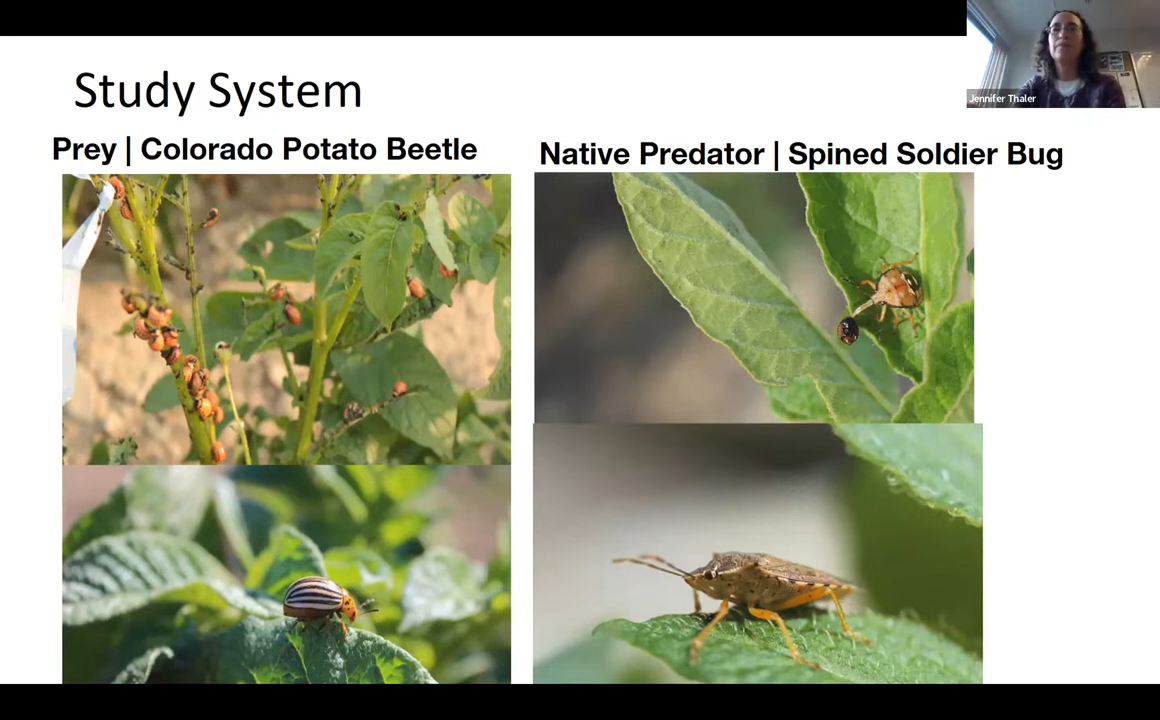 Study System
Prey | Colorado Potato Beetle
Native Predator | Spined Soldier Bug
Jennifer Thaler